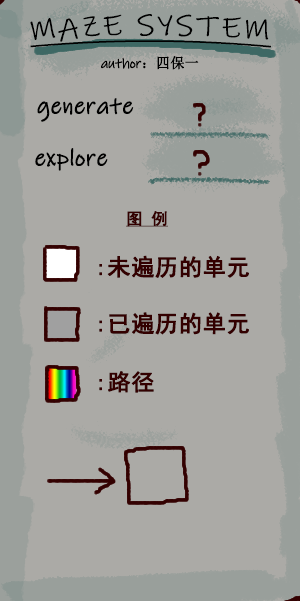 MAZE SYSTEM
author: 四保一
generate ?
explore ?
图 例
:未遍历的单元
:已遍历的单元
:路径